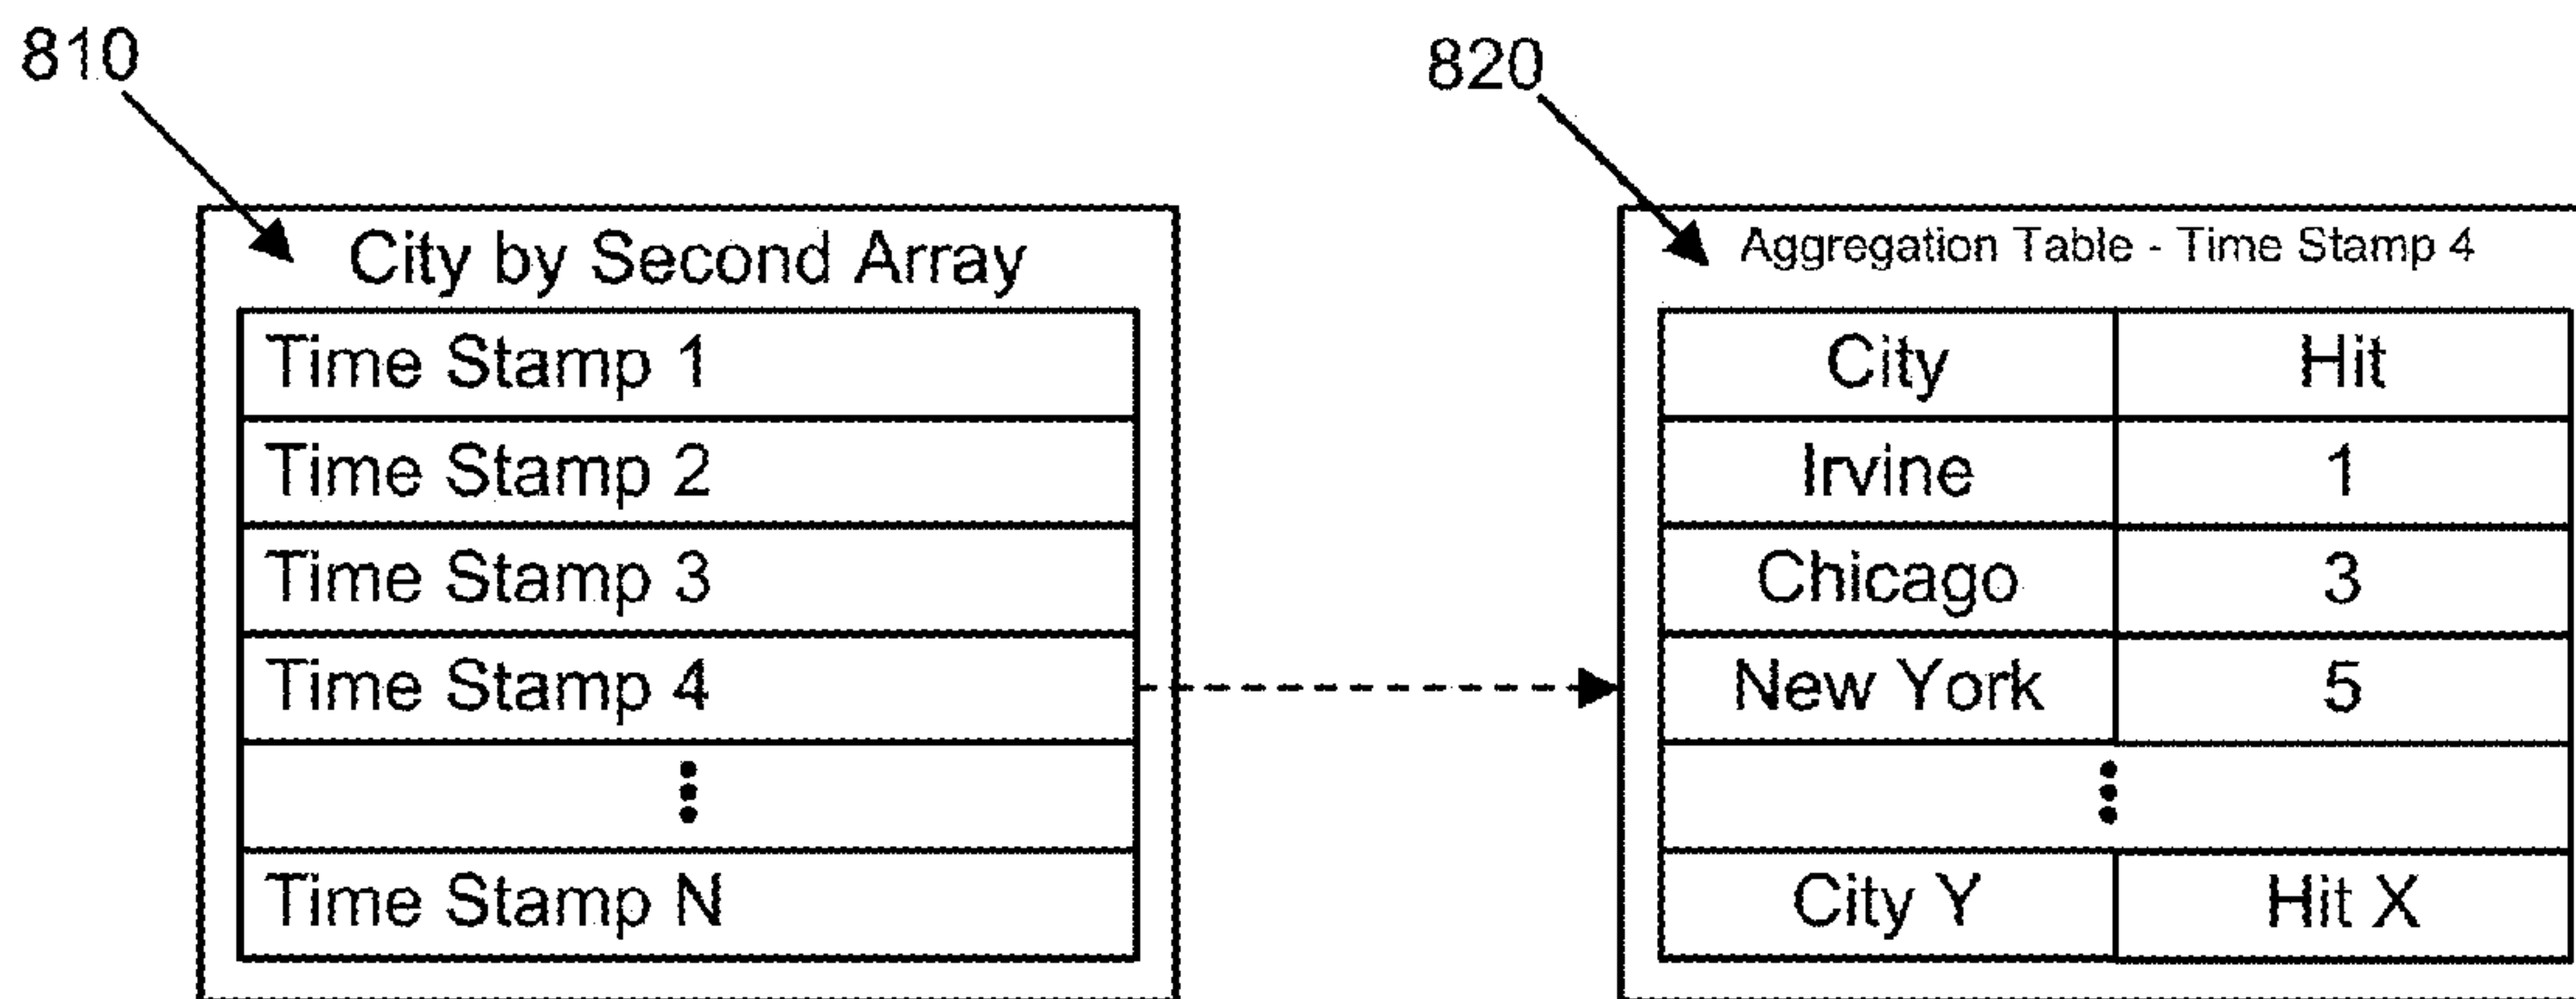 810
820
City by Second Array
Time Stamp 1
Time Stamp 2
Time Stamp 3
Time Stamp 4
Time Stamp N
Aggregation Table - Time Stamp 4
City Hit
Irvine 1
Chicago 3
New York 5
City Y Hit X